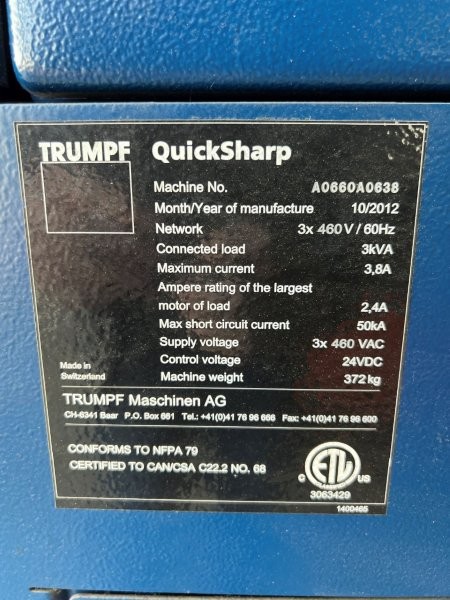 TRUMPF QuickSharp
Machine No. A0660A0638
Month/Year of manufacture 10/2012
Network 3x 460V / 60Hz
Connected load 3kVA
Maximum current 3,8A
Ampere rating of the largest
motor of load 2,4A
Max short circuit current 50kA
Supply voltage 3x 460 VAC
Control voltage 24VDC
Machine weight 372kg
Made in
Switzerland
TRUMPF Maschinen AG
CH-6341 Baar P.O. Box 661 Tel.: +41(0)41 76 96 666 Fax: +41(0)41 76 96 600
CONFORMS TO NFPA 79
CERTIFIED TO CAN/CSA C22.2 NO. 68
C ETL US
3063429
1409465